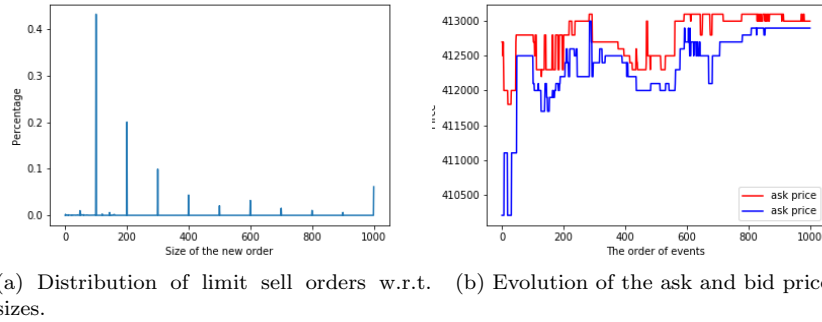 0.4
0.3
0.2
0.1
0.0
Percentage
0 200 400 600 800 1000
Size of the new order
413000
412500
412000
411500
411000
410500
ask price
ask price
0 200 400 600 800 1000
The order of events
(a) Distribution of limit sell orders w.r.t.
sizes.
(b) Evolution of the ask and bid price